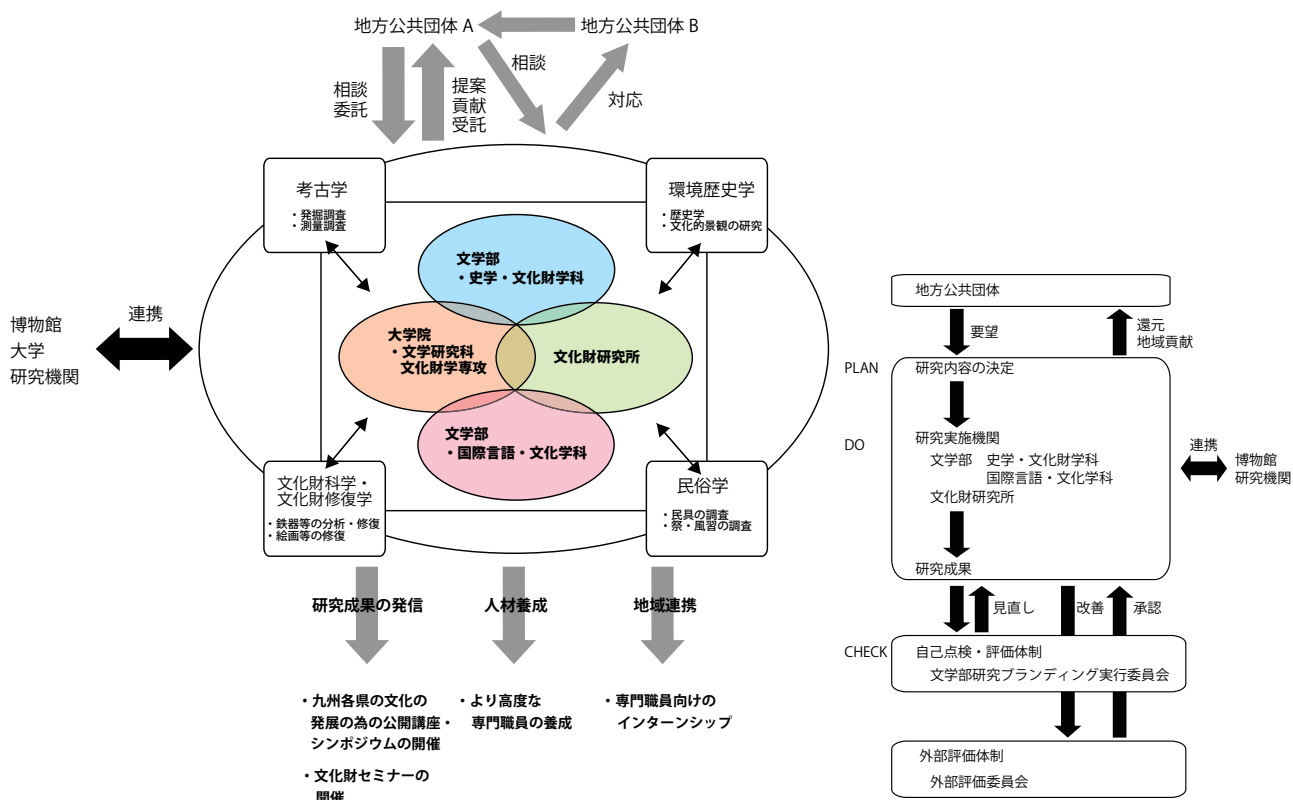 地方公共団体 A
地方公共団体 B
相談
委託
提案
貢献
受託
相談
対応
考古学
・発掘調査
・測量調査
環境歴史学
・歴史学
・文化的景観の研究
文学部
・史学・文化財学科
大学院
・文学研究科
文化財学専攻
文化財研究所
文学部
・国際言語・文化学科
連携
博物館
大学
研究機関
文化財科学・
文化財修復学
・鉄器等の分析・修復
・絵画等の修復
民俗学
・民具の調査
・祭・風習の調査
研究成果の発信
人材養成
地域連携
・九州各県の文化の
発展の為の公開講座・
シンポジウムの開催
・文化財セミナーの
開催
・より高度な
専門職員の養成
・専門職員向けの
インターンシップ
地方公共団体
要望
還元
地域貢献
PLAN
研究内容の決定
DO
研究実施機関
文学部 史学・文化財学科
国際言語・文化学科
文化財研究所
連携
博物館
研究機関
研究成果
見直し
改善
承認
CHECK
自己点検・評価体制
文学部研究ブランディング実行委員会
外部評価体制
外部評価委員会